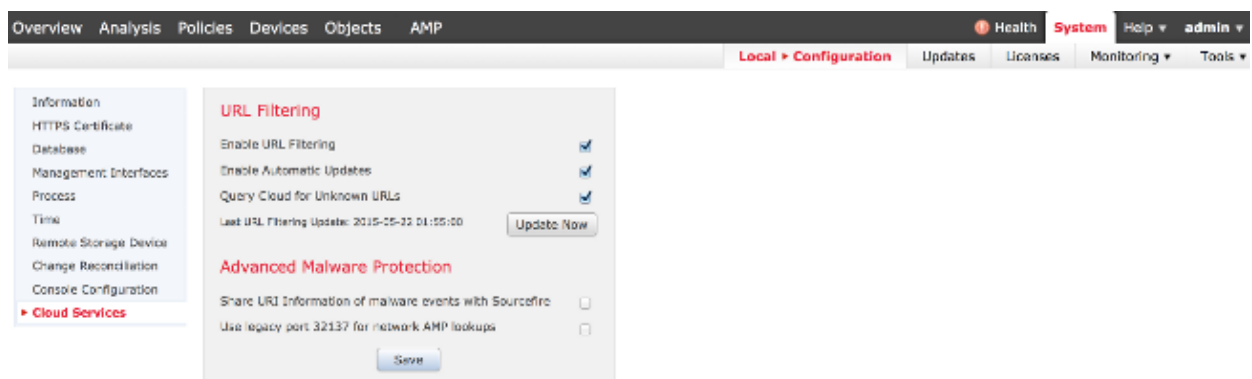 Overview Analysis Policies Devices Objects AMP Health System Help ▾ admin ▾
Local ▸ Configuration Updates Licenses Monitoring ▾ Tools ▾
Information
HTTPS Certificate
Database
Management Interfaces
Process
Time
Remote Storage Device
Change Reconciliation
Console Configuration
▸ Cloud Services
URL Filtering
Enable URL Filtering
Enable Automatic Updates
Query Cloud for Unknown URLs
Last URL Filtering Update: 2015-05-22 01:55:00 Update Now
Advanced Malware Protection
Share URI Information of malware events with Sourcefire
Use legacy port 32137 for network AMP lookups
Save